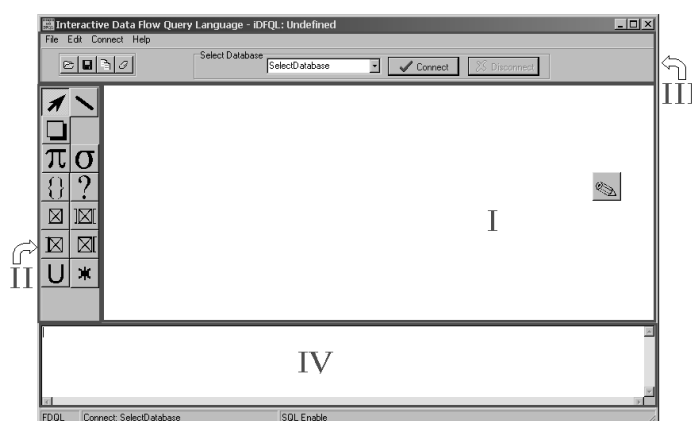 Interactive Data Flow Query Language - iDFQL: Undefined
File Edit Connect Help
Select Database
SelectDatabase
Connect
Disconnect
III
π σ
{} ?
I
II
U
IV
FDQL Connect: SelectDatabase SQL Enable